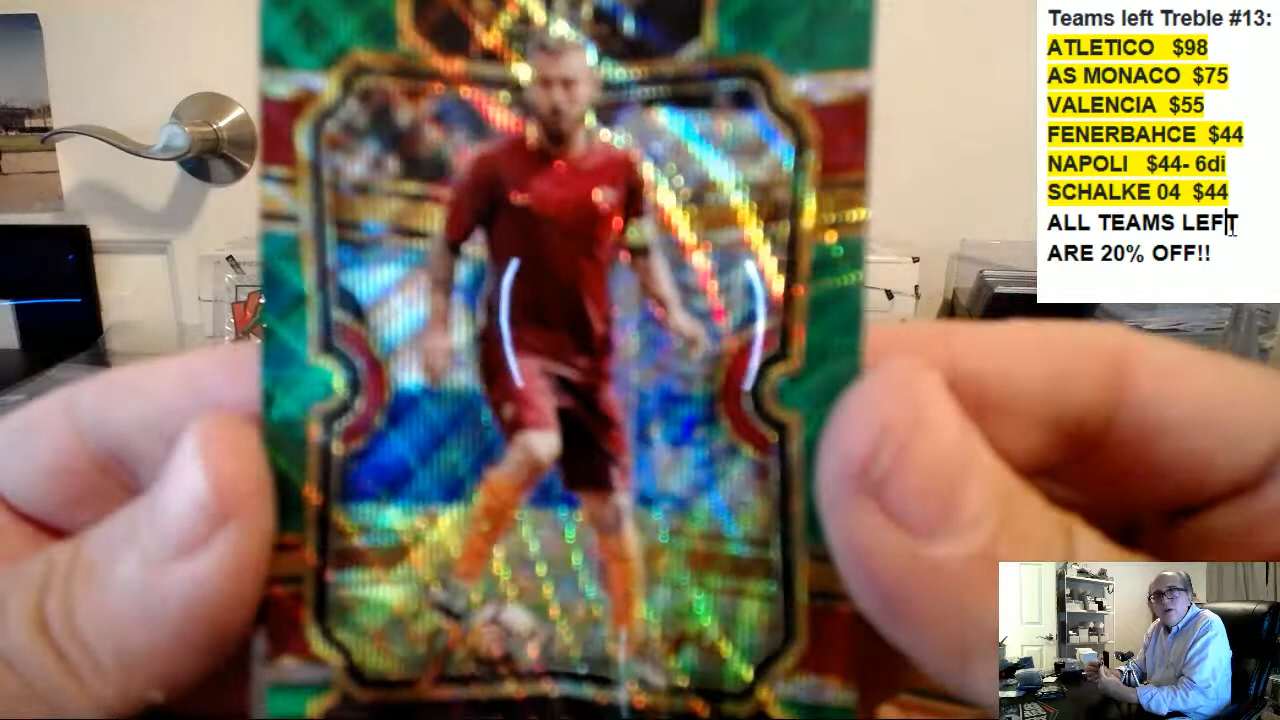 Teams left Treble #13:
ATLETICO $98
AS MONACO $75
VALENCIA $55
FENERBAHCE $44
NAPOLI $44- 6di
SCHALKE 04 $44
ALL TEAMS LEFT
ARE 20% OFF!!